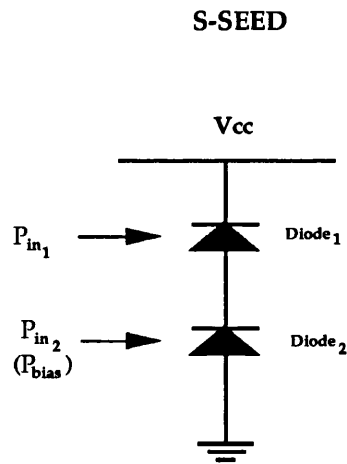 S-SEED
Vcc
Pin1
Diode1
Pin2
(Pbias)
Diode2